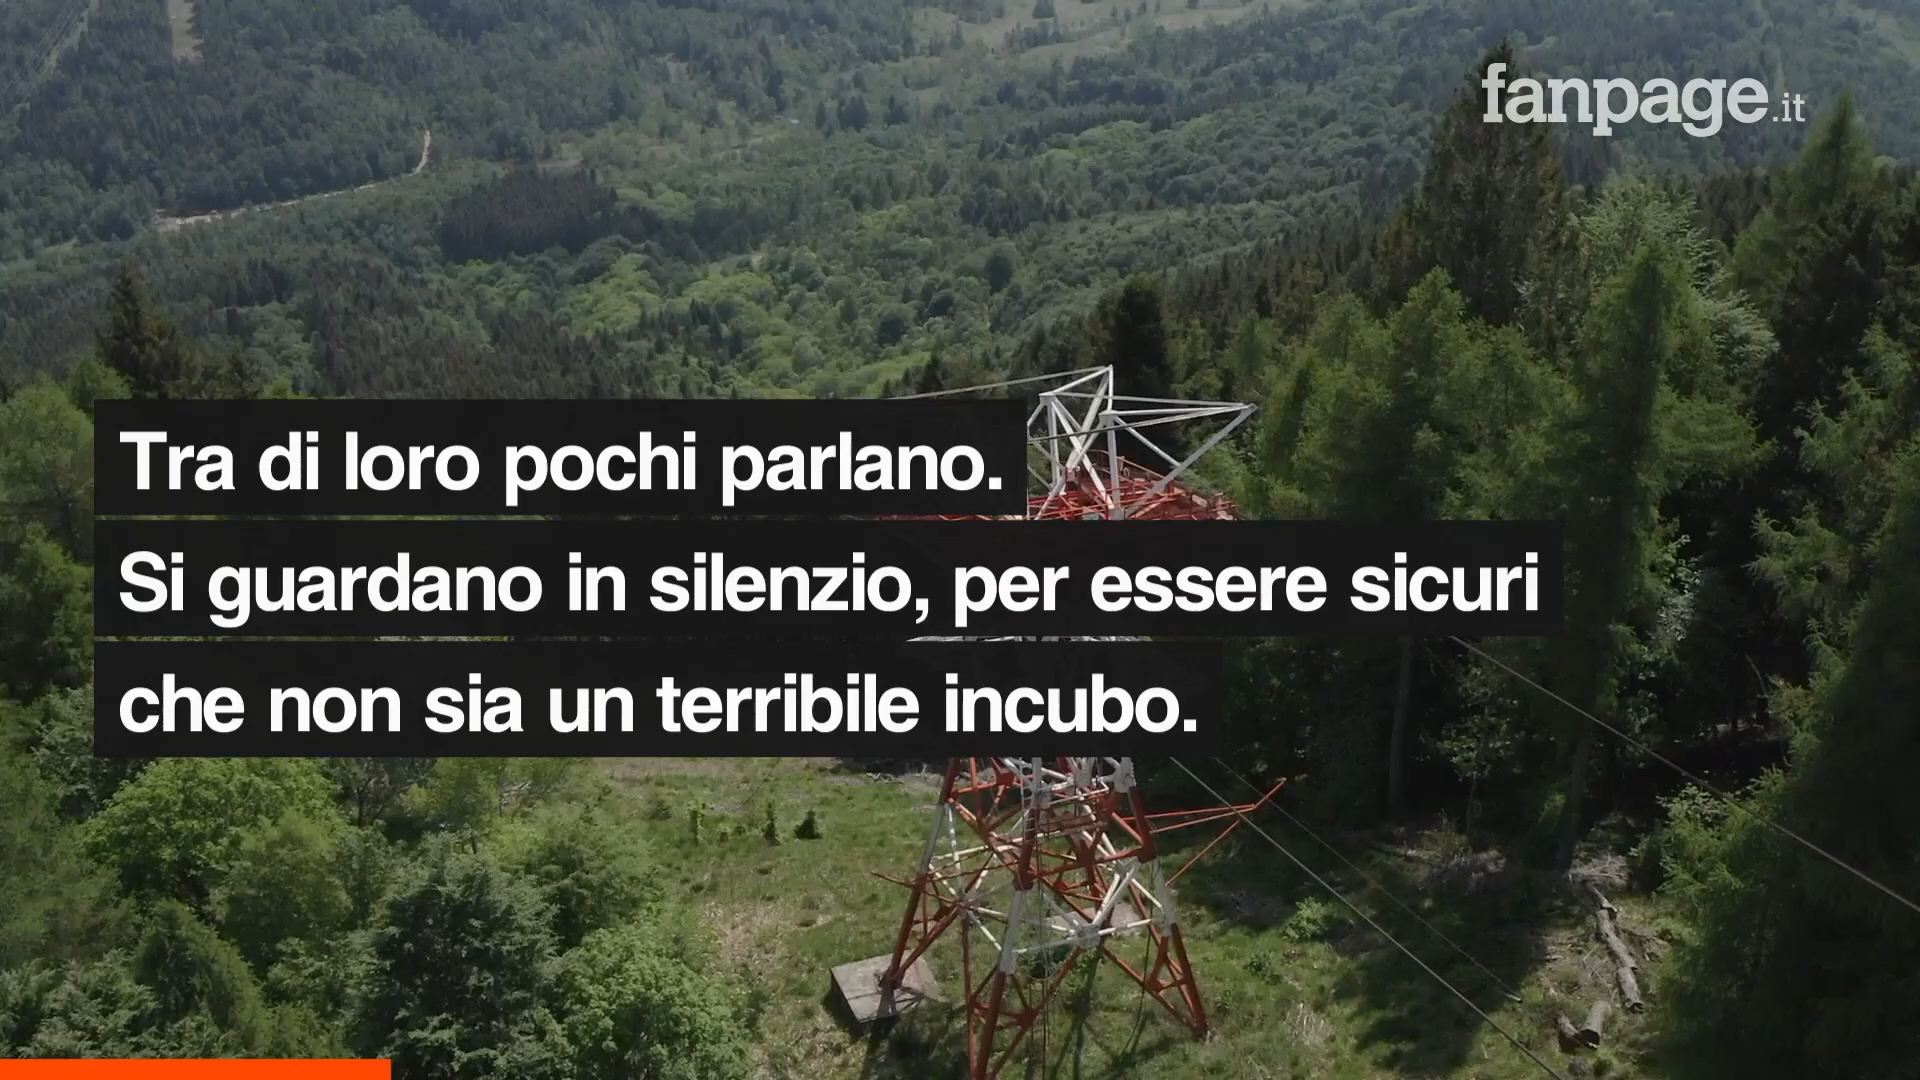 fanpage.it
Tra di loro pochi parlano.
Si guardano in silenzio, per essere sicuri
che non sia un terribile incubo.